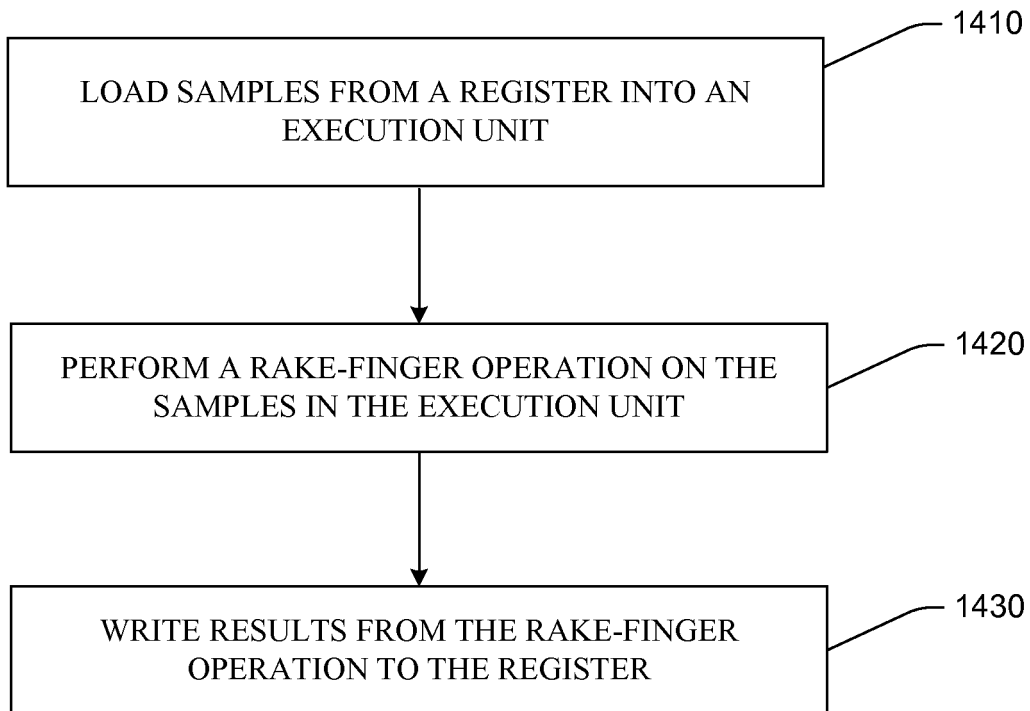 1410
LOAD SAMPLES FROM A REGISTER INTO AN
EXECUTION UNIT
1420
PERFORM A RAKE-FINGER OPERATION ON THE
SAMPLES IN THE EXECUTION UNIT
1430
WRITE RESULTS FROM THE RAKE-FINGER
OPERATION TO THE REGISTER